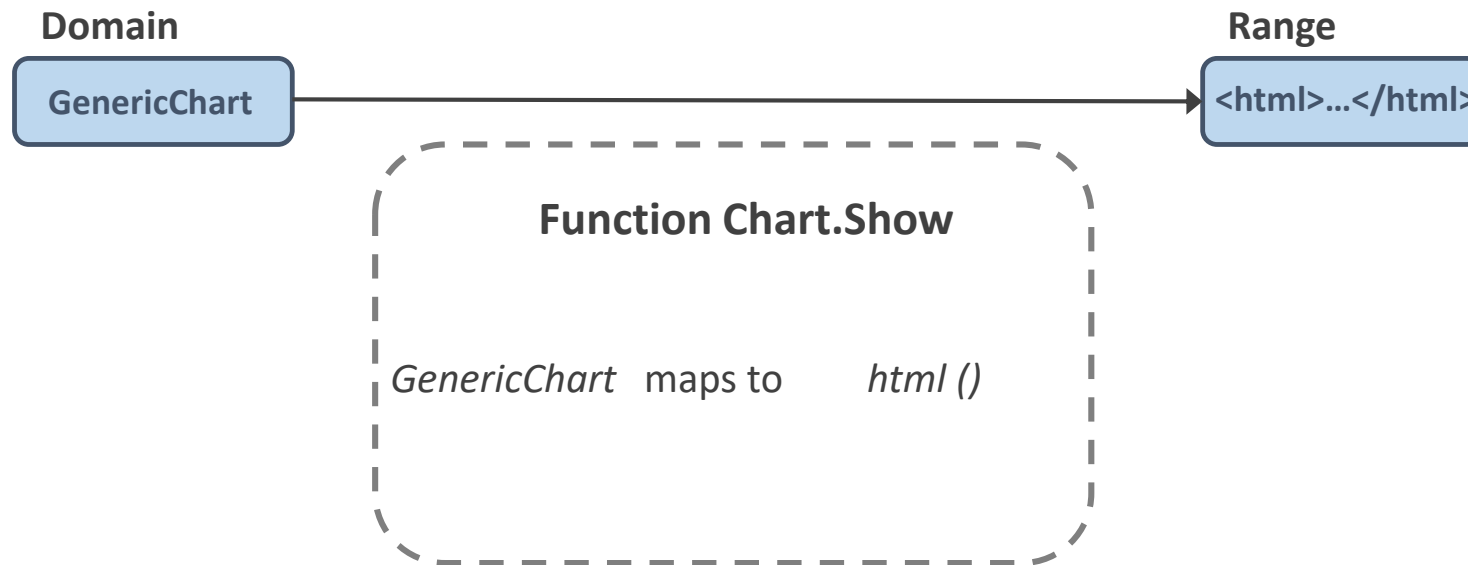 Domain
Range
GenericChart
<html>...</html>
Function Chart.Show
GenericChart maps to html ()